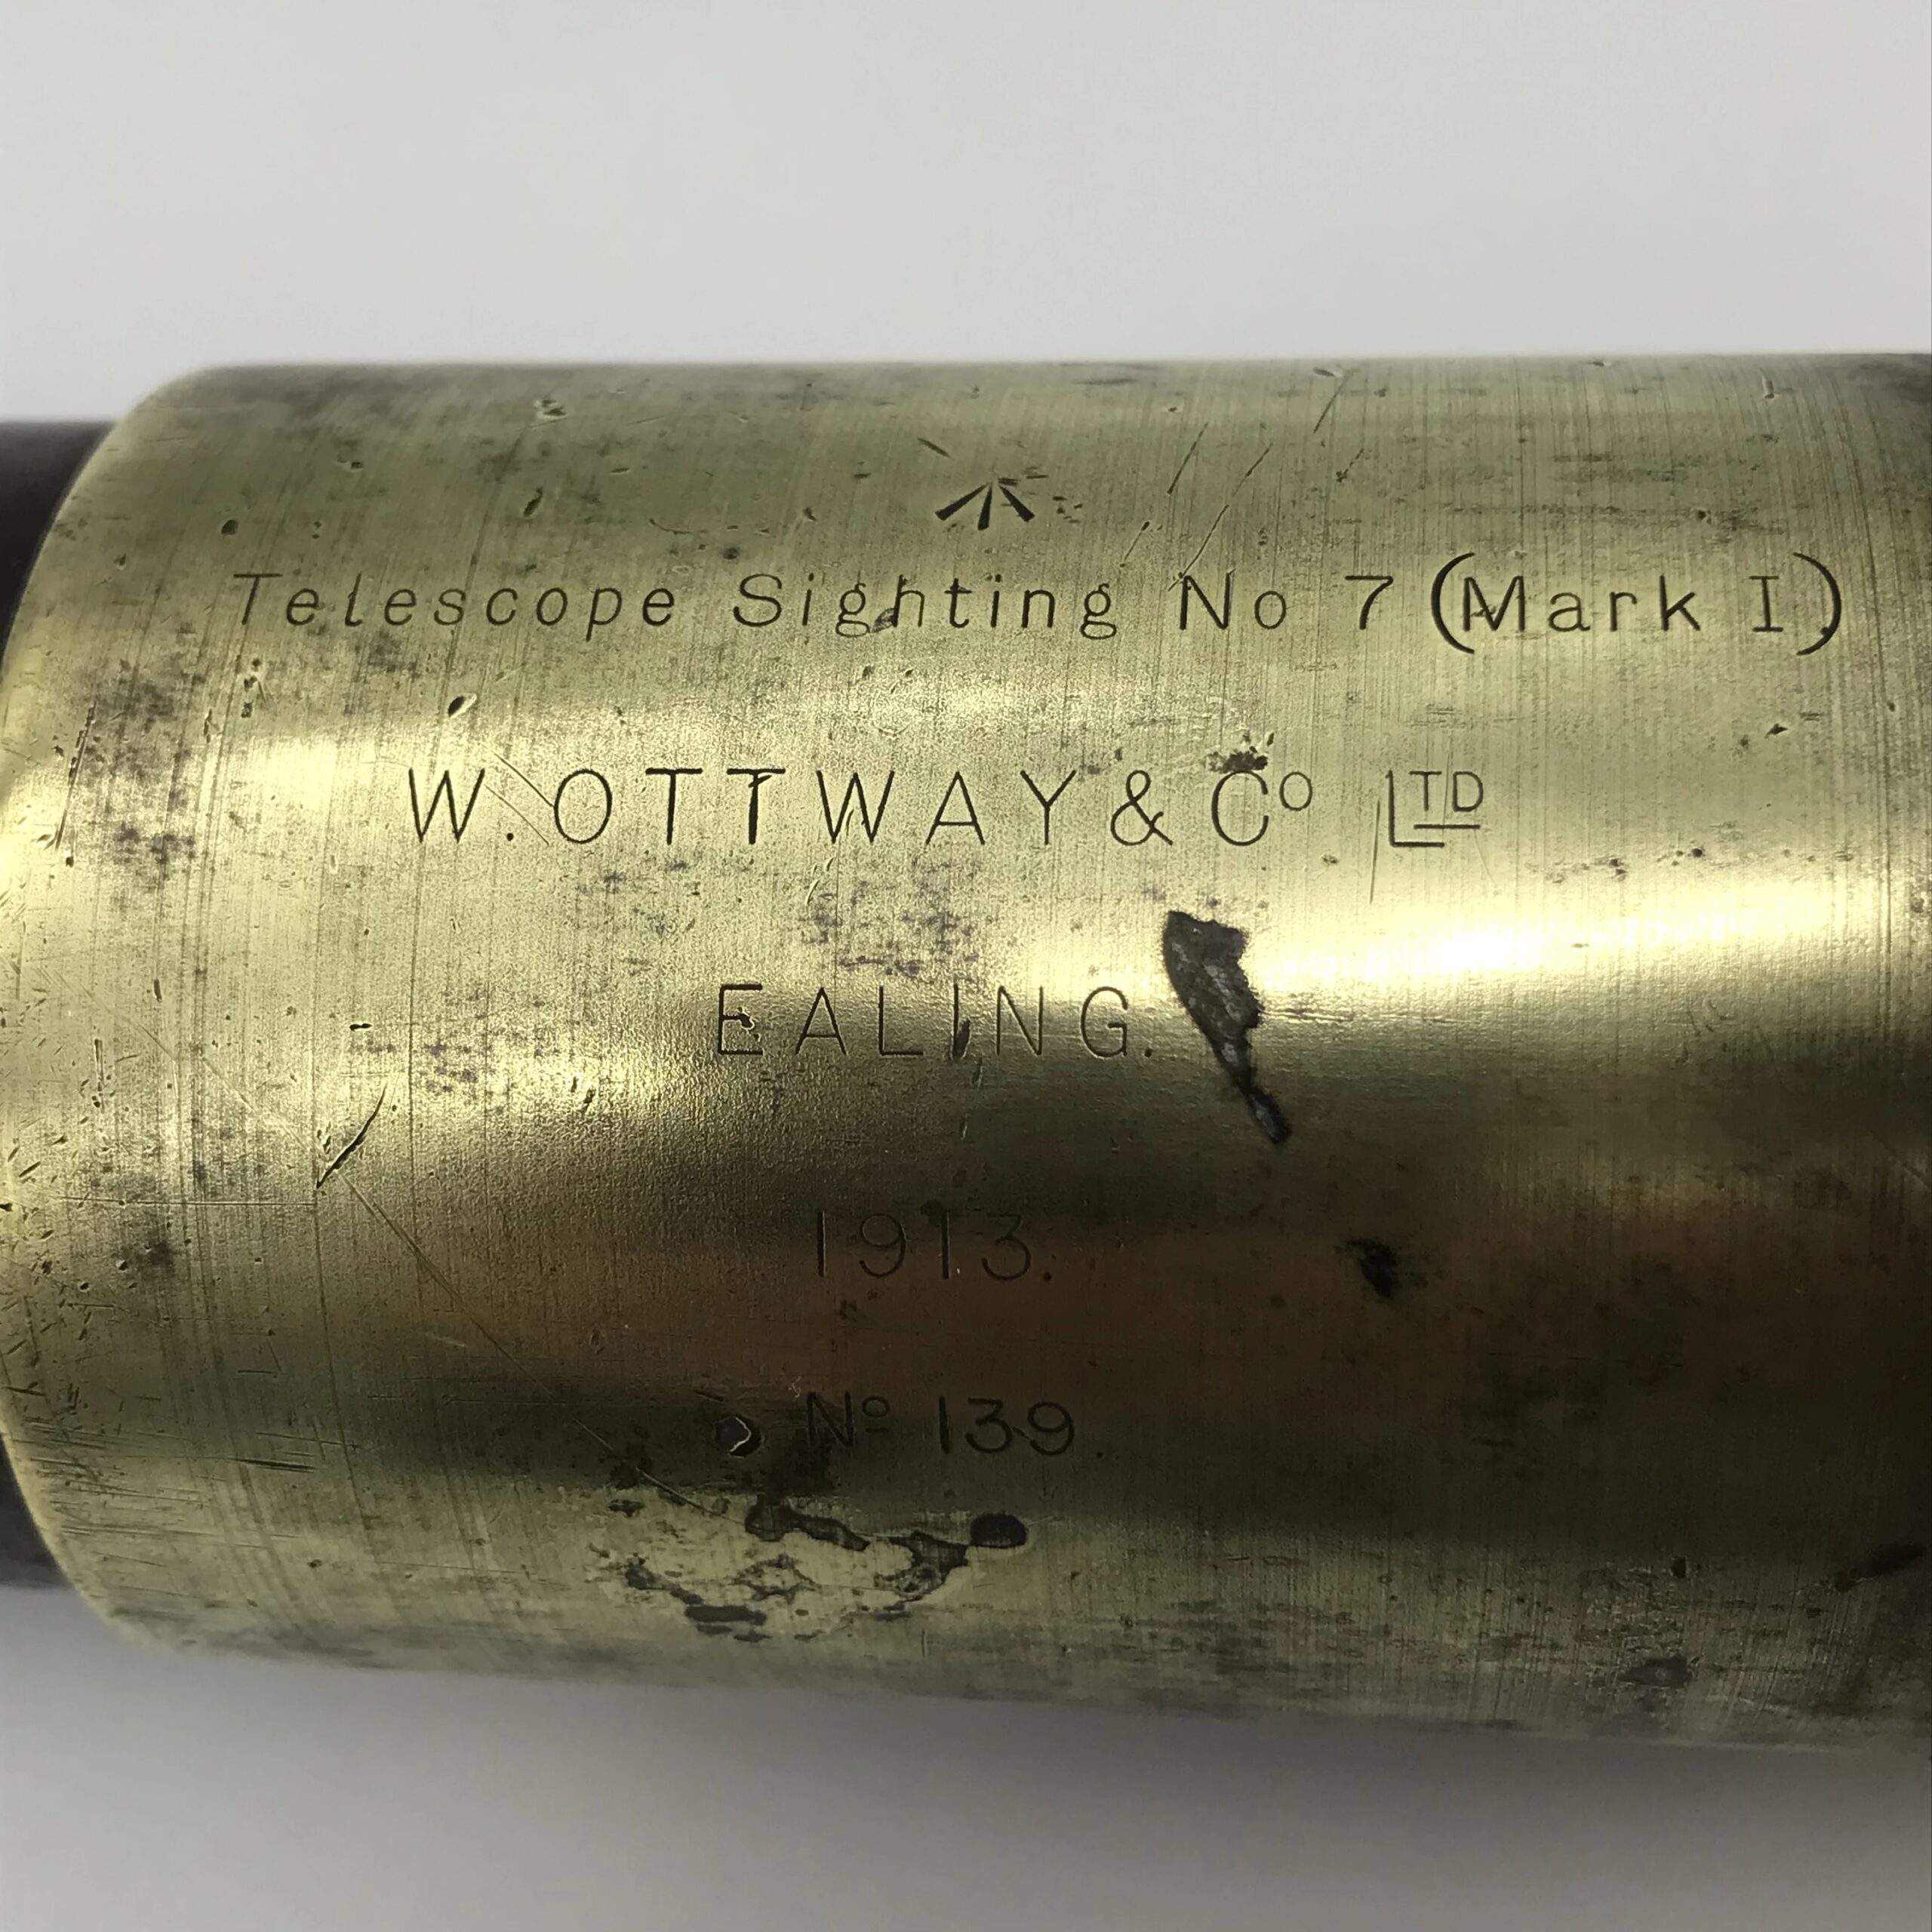 Telescope Sighting No 7 (Mark I)
W. OTTWAY & Co LTD
EALING.
1913.
No 139.